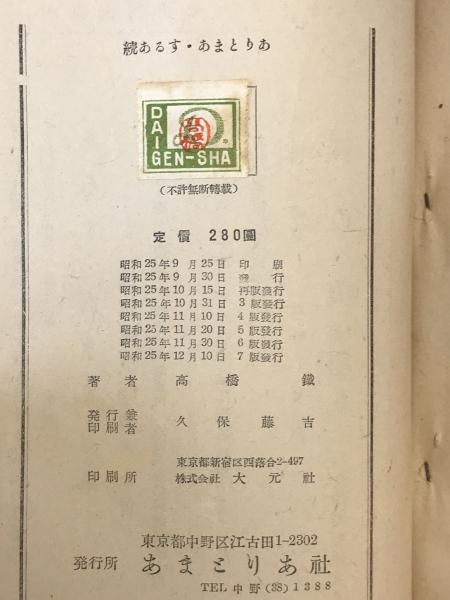 続あるす・あまとりあ
DAI
GEN-SHA
(不許無断轉載)
定價 280圓
昭和25年9月25日 印刷
昭和25年9月30日 發行
昭和25年10月15日 再版發行
昭和25年10月31日 3版發行
昭和25年11月10日 4版發行
昭和25年11月20日 5版發行
昭和25年11月30日 6版發行
昭和25年12月10日 7版發行
著者 高橋鐵
発行兼
印刷者 久保藤吉
東京都新宿区西落合2-497
印刷所 株式会社 大元社
東京都中野区江古田1-2302
発行所 あまとりあ社
TEL 中野(38)1388